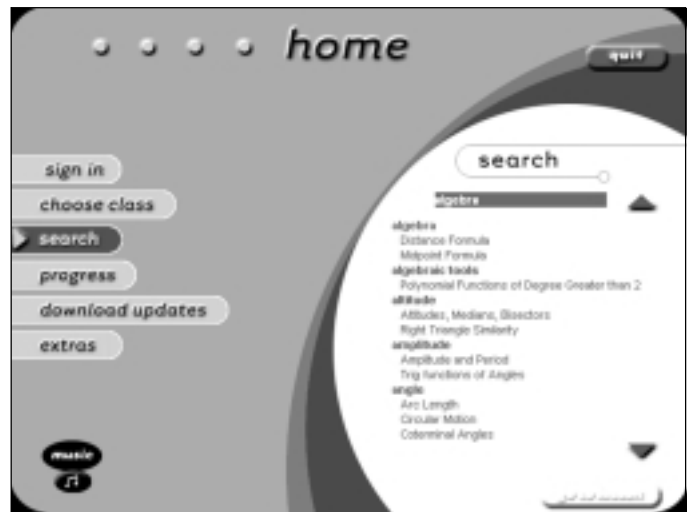 home
quit
sign in
choose class
search
progress
download updates
extras
music
search
algebra
algebra
Distance Formula
Midpoint Formula
algebraic tools
Polynomial Functions of Degree Greater than 2
altitude
Altitudes, Medians, Bisectors
Right Triangle Similarity
amplitude
Amplitude and Period
Trig functions of Angles
angle
Arc Length
Circular Motion
Coterminal Angles